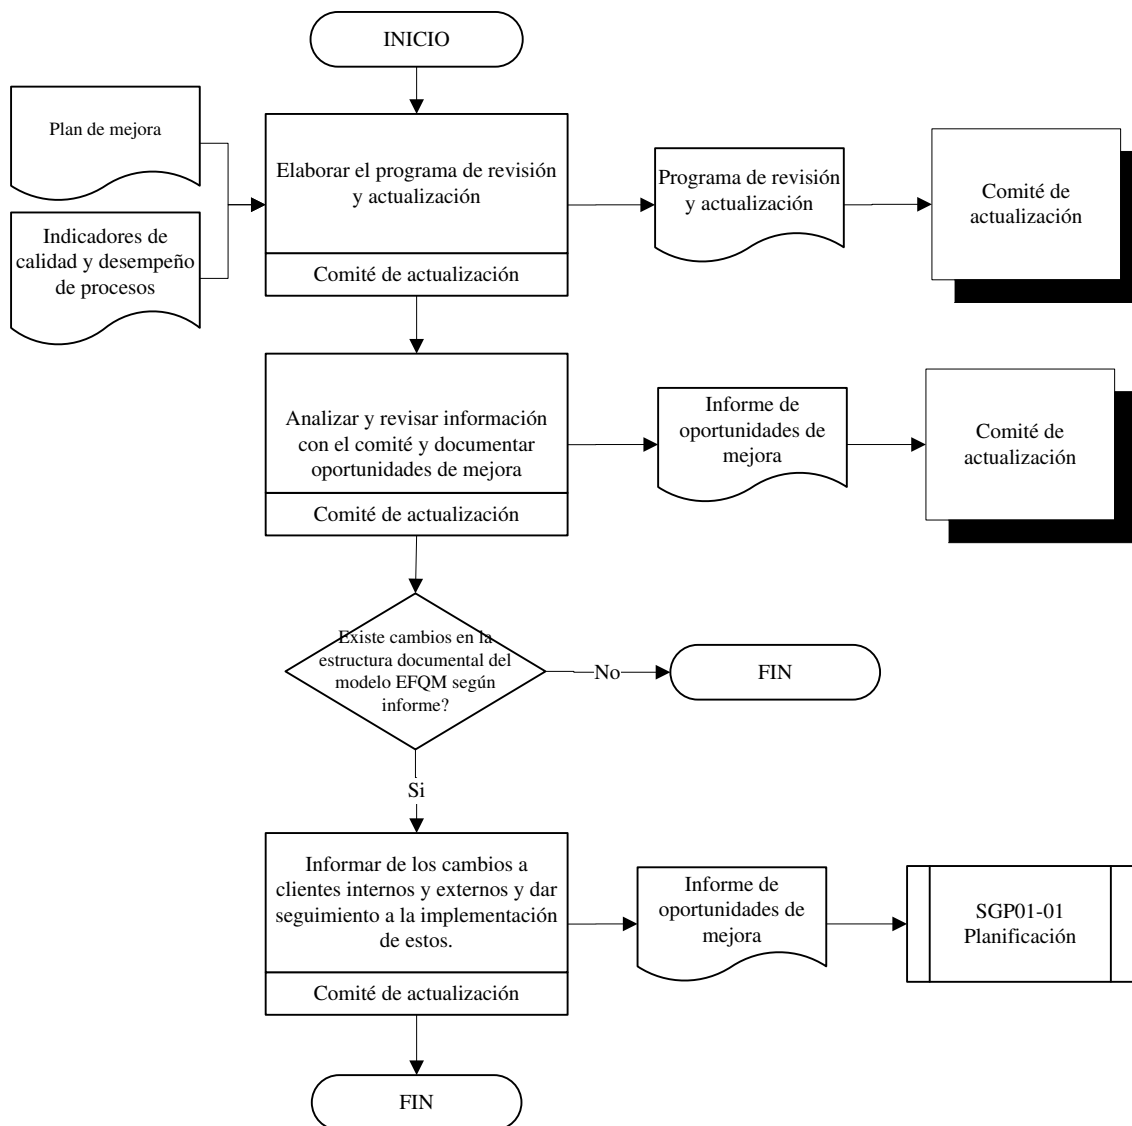 INICIO
Plan de mejora
Indicadores de
calidad y desempeño
de procesos
Elaborar el programa de revisión
y actualización
Comité de actualización
Programa de revisión
y actualización
Comité de
actualización
Analizar y revisar información
con el comité y documentar
oportunidades de mejora
Comité de actualización
Informe de
oportunidades de
mejora
Comité de
actualización
Existe cambios en la
estructura documental del
modelo EFQM según
informe?
No
FIN
Si
Informar de los cambios a
clientes internos y externos y dar
seguimiento a la implementación
de estos.
Comité de actualización
Informe de
oportunidades de
mejora
SGP01-01
Planificación
FIN